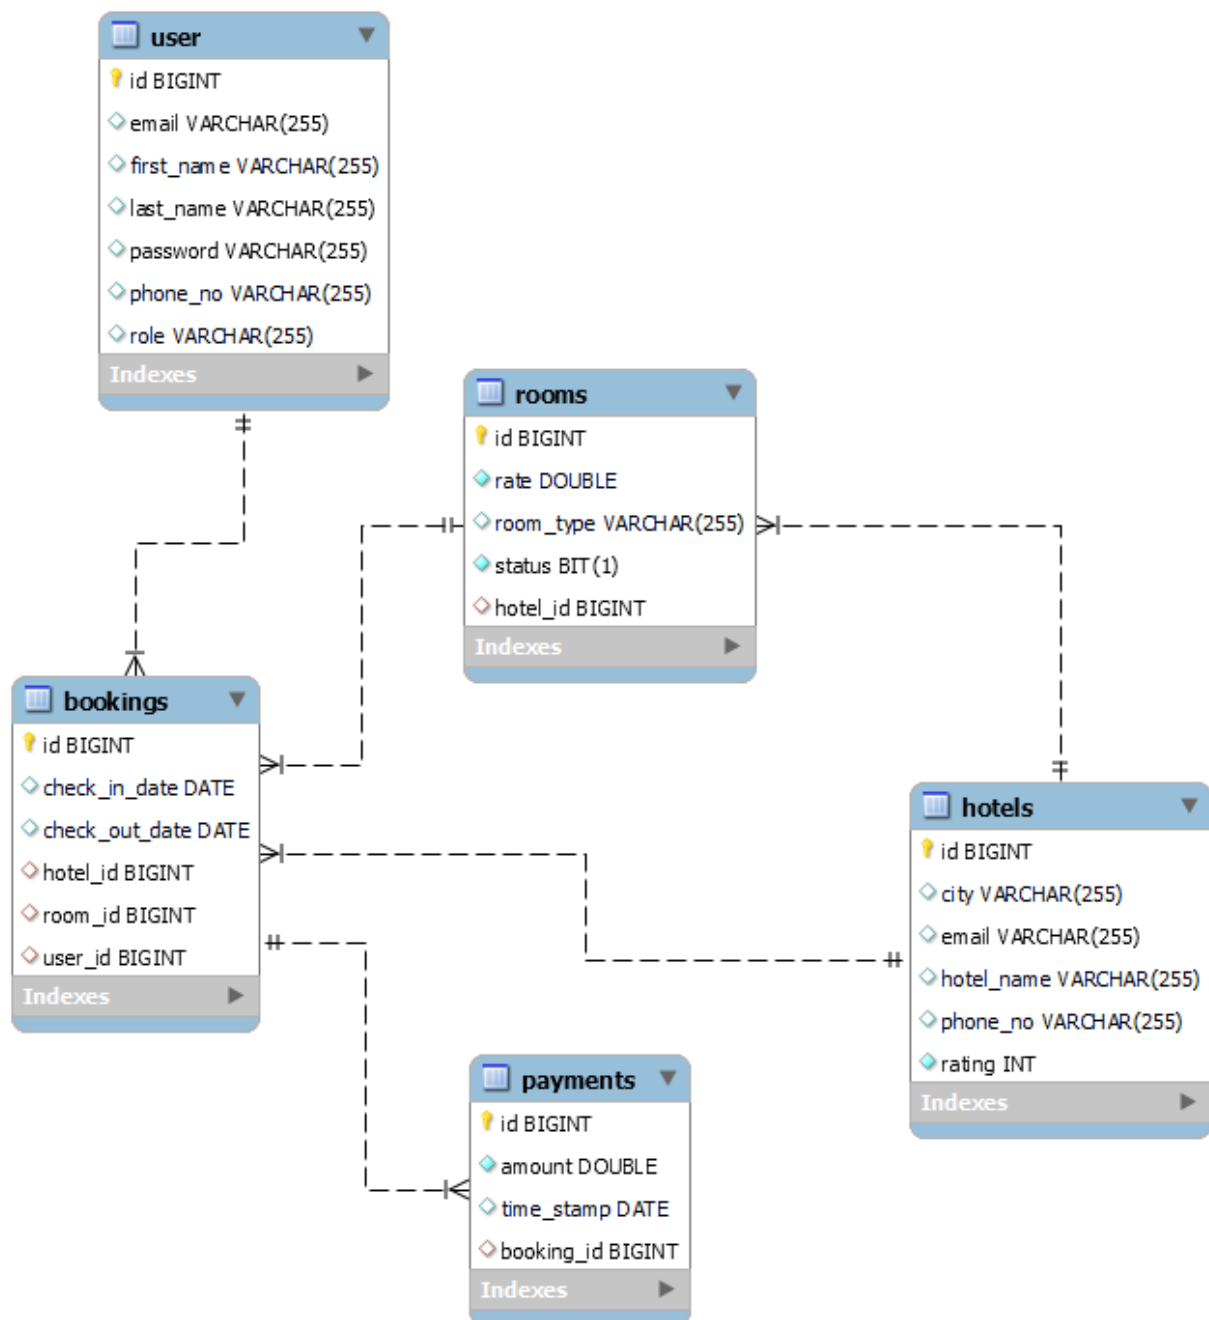 user
id BIGINT
email VARCHAR(255)
first_name VARCHAR(255)
last_name VARCHAR(255)
password VARCHAR(255)
phone_no VARCHAR(255)
role VARCHAR(255)
Indexes
rooms
id BIGINT
rate DOUBLE
room_type VARCHAR(255)
status BIT(1)
hotel_id BIGINT
Indexes
bookings
id BIGINT
check_in_date DATE
check_out_date DATE
hotel_id BIGINT
room_id BIGINT
user_id BIGINT
Indexes
hotels
id BIGINT
city VARCHAR(255)
email VARCHAR(255)
hotel_name VARCHAR(255)
phone_no VARCHAR(255)
rating INT
Indexes
payments
id BIGINT
amount DOUBLE
time_stamp DATE
booking_id BIGINT
Indexes